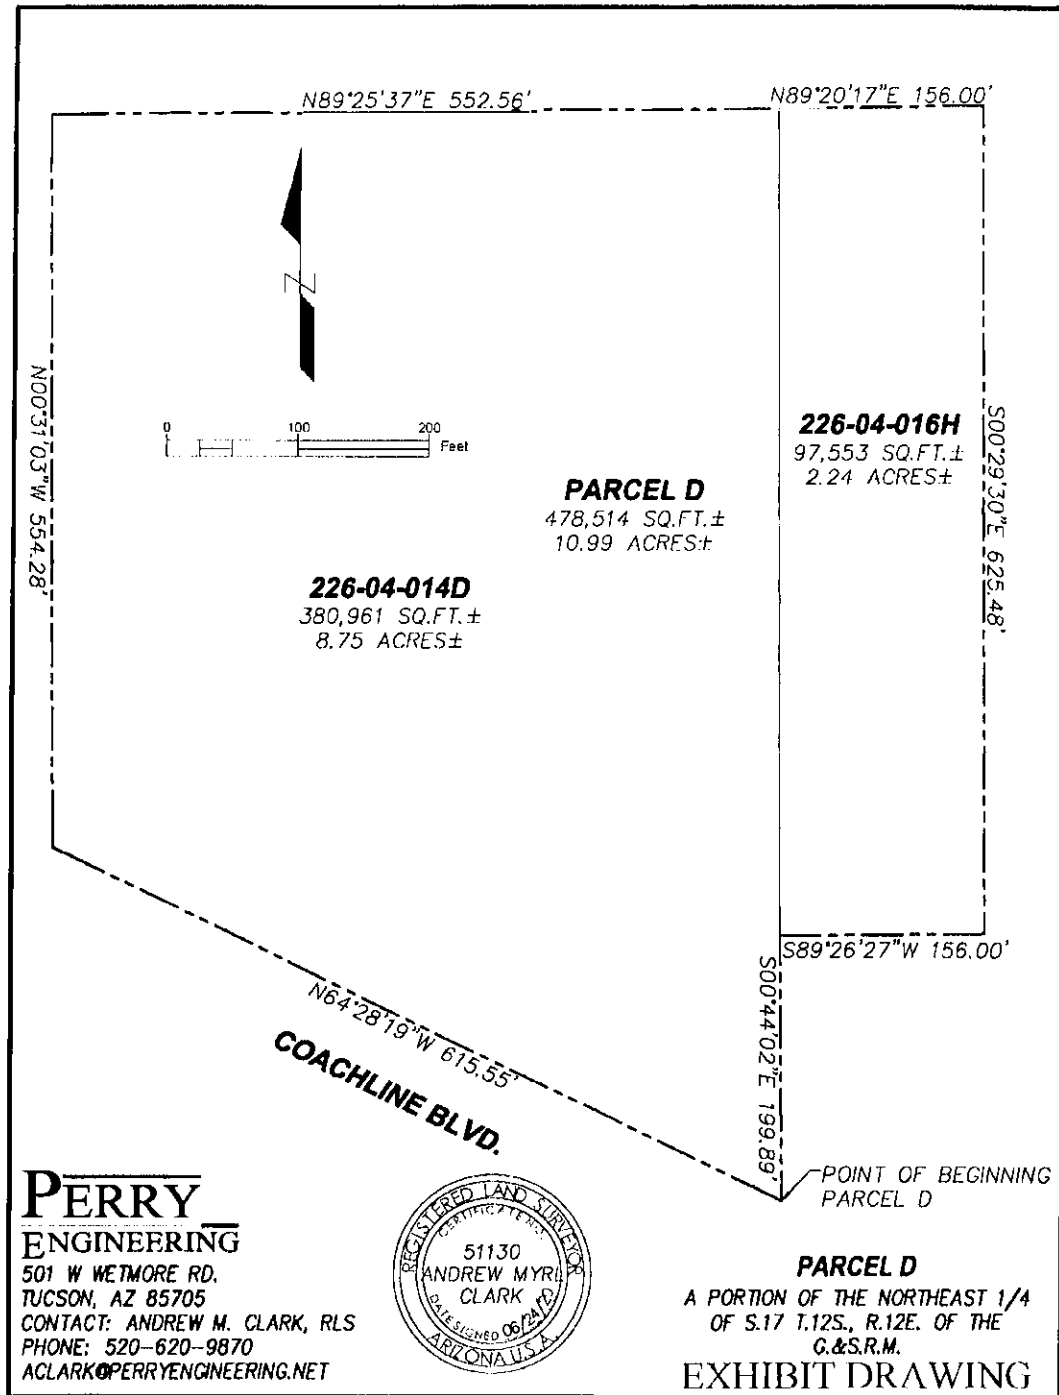 N89°25'37"E 552.56'
N89°20'17"E 156.00'
N
0 100 200
Feet
N00°31'03"W 554.28'
226-04-016H
97,553 SQ.FT.±
2.24 ACRES±
S00°29'30"E 625.48'
PARCEL D
478,514 SQ.FT.±
10.99 ACRES±
226-04-014D
380,961 SQ.FT.±
8.75 ACRES±
S89°26'27"W 156.00'
S00°44'02"E 199.89'
N64°28'19"W 615.55'
COACHLINE BLVD.
POINT OF BEGINNING
PARCEL D
PERRY
ENGINEERING
501 W WETMORE RD.
TUCSON, AZ 85705
CONTACT: ANDREW M. CLARK, RLS
PHONE: 520-620-9870
ACLARK@PERRYENGINEERING.NET
REGISTERED LAND SURVEYOR
CERTIFICATE NO.
51130
ANDREW MYRL
CLARK
DATE SIGNED 06/24/
ARIZONA U.S.A.
PARCEL D
A PORTION OF THE NORTHEAST 1/4
OF S.17 T.12S., R.12E. OF THE
G.&S.R.M.
EXHIBIT DRAWING